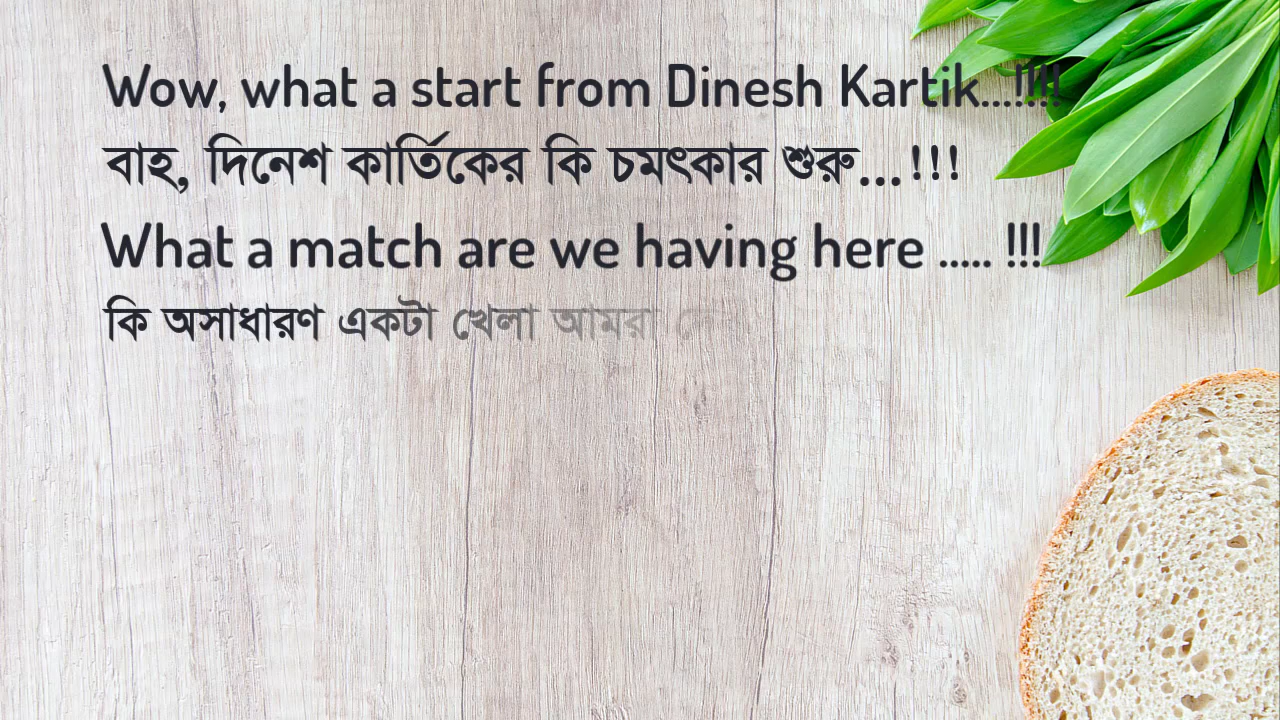 Wow, what a start from Dinesh Kartik...!!!!
বাহ, দিনেশ কার্তিকের কি চমৎকার শুরু...!!!
What a match are we having here ..... !!!
কি অসাধারণ একটা খেলা আমরা